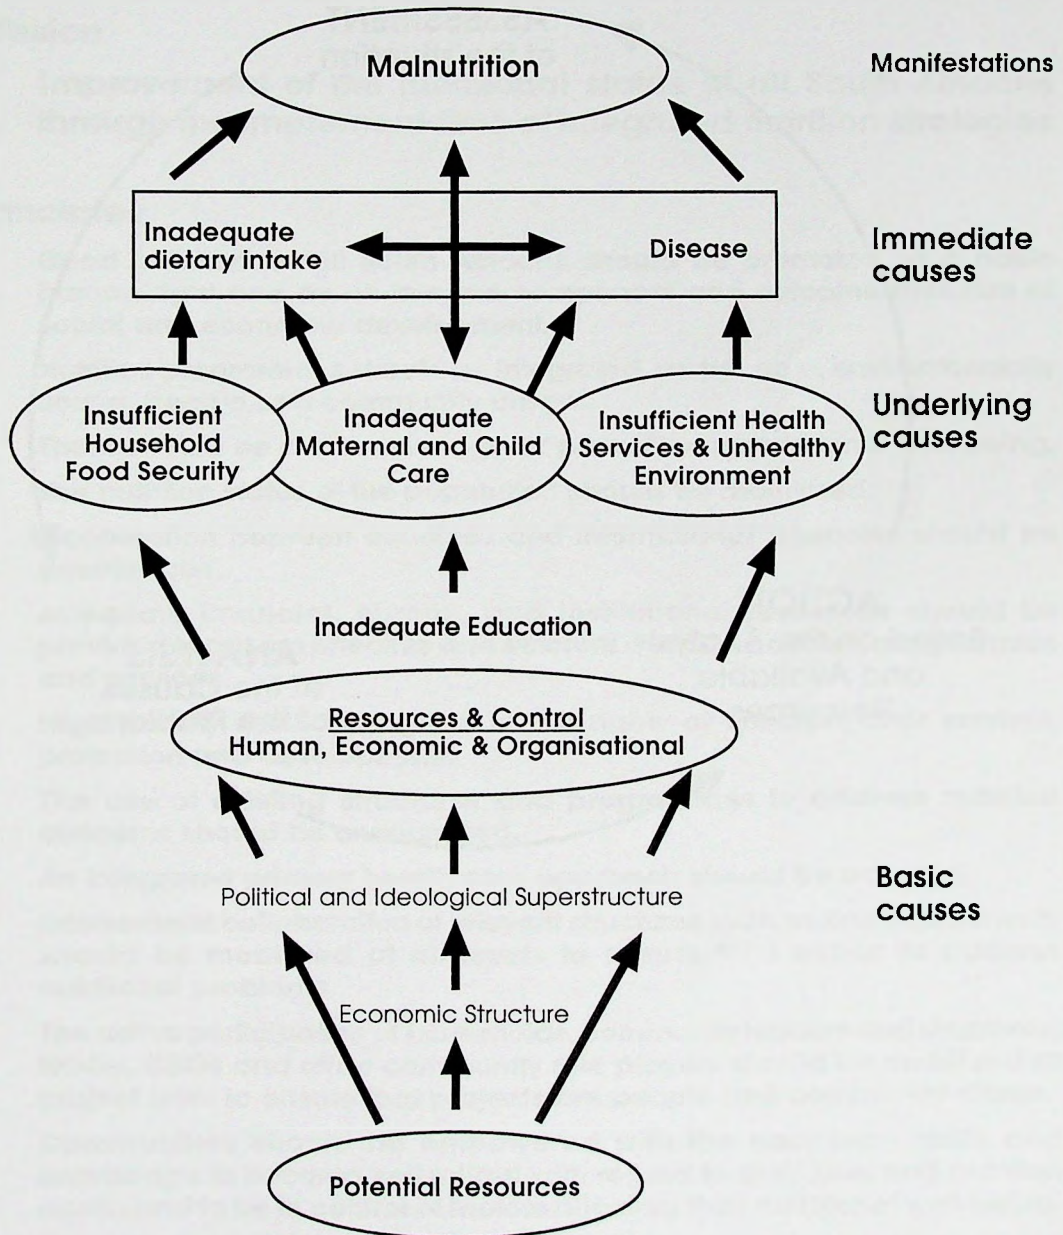 Malnutrition
Manifestations
Inadequate
dietary intake
Disease
Immediate
causes
Insufficient
Household
Food Security
Inadequate
Maternal and Child
Care
Insufficient Health
Services & Unhealthy
Environment
Underlying
causes
Inadequate Education
Resources & Control
Human, Economic & Organisational
Political and Ideological Superstructure
Basic
causes
Economic Structure
Potential Resources